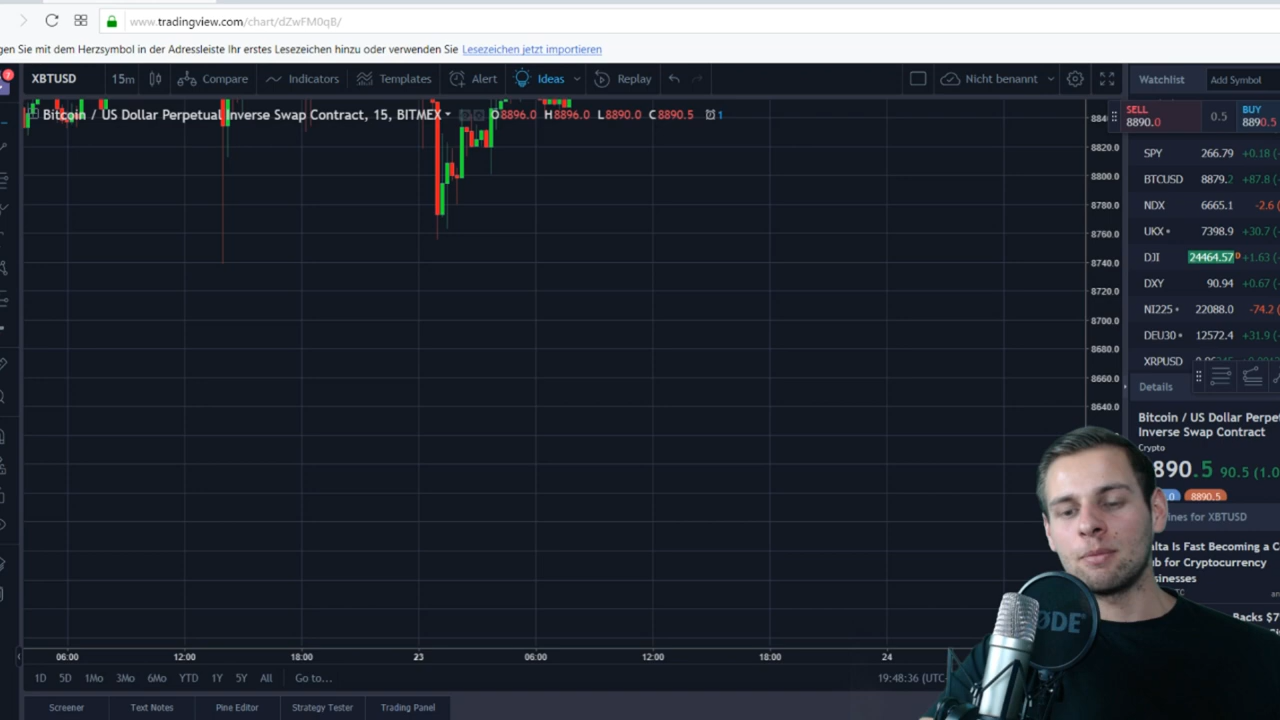 www.tradingview.com/chart/dZwFM0qB/
gen Sie mit dem Herzsymbol in der Adressleiste Ihr erstes Lesezeichen hinzu oder verwenden Sie Lesezeichen jetzt importieren
XBTUSD 15m Compare Indicators Templates Alert Ideas Replay Nicht benannt Watchlist Add Symbol
Bitcoin / US Dollar Perpetual Inverse Swap Contract, 15, BITMEX O8896.0 H8896.0 L8890.0 C8890.5 1
SELL
8890.0
0.5
BUY
8890.5
8820.0
8800.0
8780.0
8760.0
8740.0
8720.0
8700.0
8680.0
8660.0
8640.0
SPY 266.79 +0.18
BTCUSD 8879.2 +87.8
NDX 6665.1 -2.6
UKX 7398.9 +30.7
DJI 24464.57 D +1.63
DXY 90.94 +0.67
NI225 22088.0 -74.2
DEU30 12572.4 +31.9
XRPUSD
Details
Bitcoin / US Dollar Perpe
Inverse Swap Contract
Crypto
890.5 90.5 (1.0
.0 8890.5
ines for XBTUSD
alta Is Fast Becoming a C
ub for Cryptocurrency
sinesses
Backs $7
RØDE
06:00 12:00 18:00 23 06:00 12:00 18:00 24
1D 5D 1Mo 3Mo 6Mo YTD 1Y 5Y All Go to... 19:48:36 (UTC-
Screener Text Notes Pine Editor Strategy Tester Trading Panel